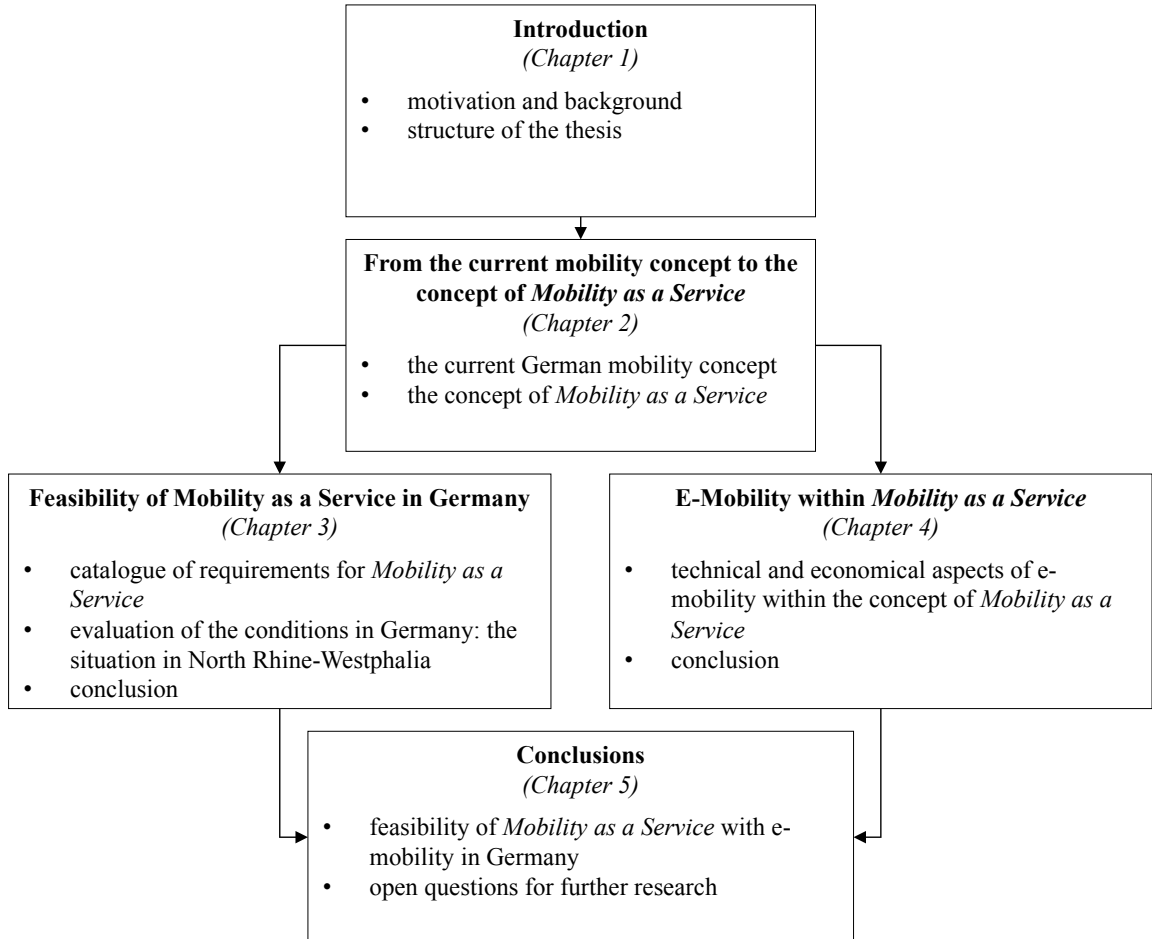 Introduction
(Chapter 1)
• motivation and background
• structure of the thesis
From the current mobility concept to the
concept of Mobility as a Service
(Chapter 2)
• the current German mobility concept
• the concept of Mobility as a Service
Feasibility of Mobility as a Service in Germany
(Chapter 3)
• catalogue of requirements for Mobility as a
Service
• evaluation of the conditions in Germany: the
situation in North Rhine-Westphalia
• conclusion
E-Mobility within Mobility as a Service
(Chapter 4)
• technical and economical aspects of e-
mobility within the concept of Mobility as a
Service
• conclusion
Conclusions
(Chapter 5)
• feasibility of Mobility as a Service with e-
mobility in Germany
• open questions for further research